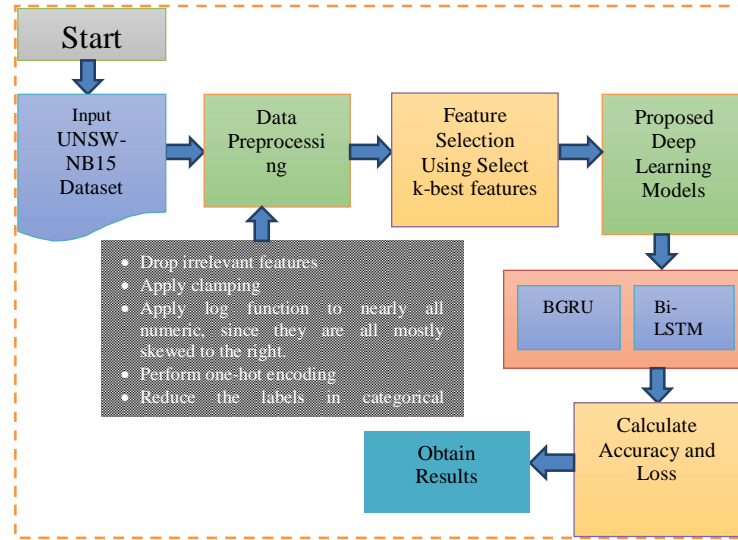 Start
Input
UNSW-
NB15
Dataset
Data
Preprocessi
ng
Feature
Selection
Using Select
k-best features
Proposed
Deep
Learning
Models
• Drop irrelevant features
• Apply clamping
• Apply log function to nearly all
numeric, since they are all mostly
skewed to the right.
• Perform one-hot encoding
• Reduce the labels in categorical
BGRU
Bi-
LSTM
Calculate
Accuracy and
Loss
Obtain
Results